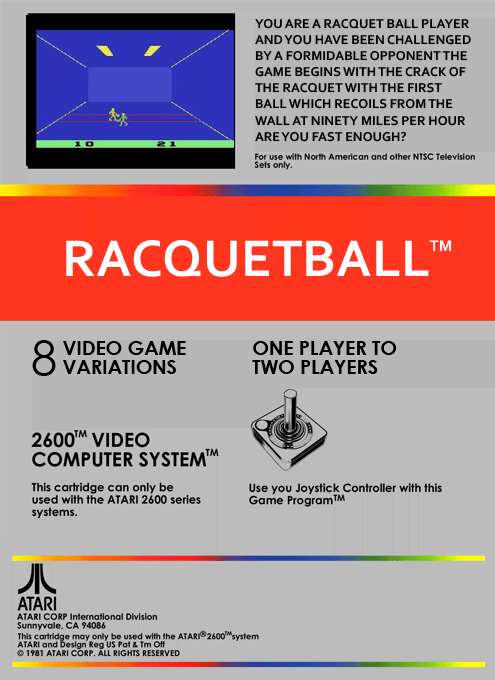 YOU ARE A RACQUET BALL PLAYER
AND YOU HAVE BEEN CHALLENGED
BY A FORMIDABLE OPPONENT THE
GAME BEGINS WITH THE CRACK OF
THE RACQUET WITH THE FIRST
BALL WHICH RECOILS FROM THE
WALL AT NINETY MILES PER HOUR
ARE YOU FAST ENOUGH?
For use with North American and other NTSC Television
Sets only.
10 21
RACQUETBALL™
8 VIDEO GAME
VARIATIONS
ONE PLAYER TO
TWO PLAYERS
2600™ VIDEO
COMPUTER SYSTEM™
This cartridge can only be
used with the ATARI 2600 series
systems.
Use you Joystick Controller with this
Game Program™
ATARI
ATARI CORP International Division
Sunnyvale, CA 94086
This cartridge may only be used with the ATARI®2600™system
ATARI and Design Reg US Pat & Tm Off
© 1981 ATARI CORP. ALL RIGHTS RESERVED